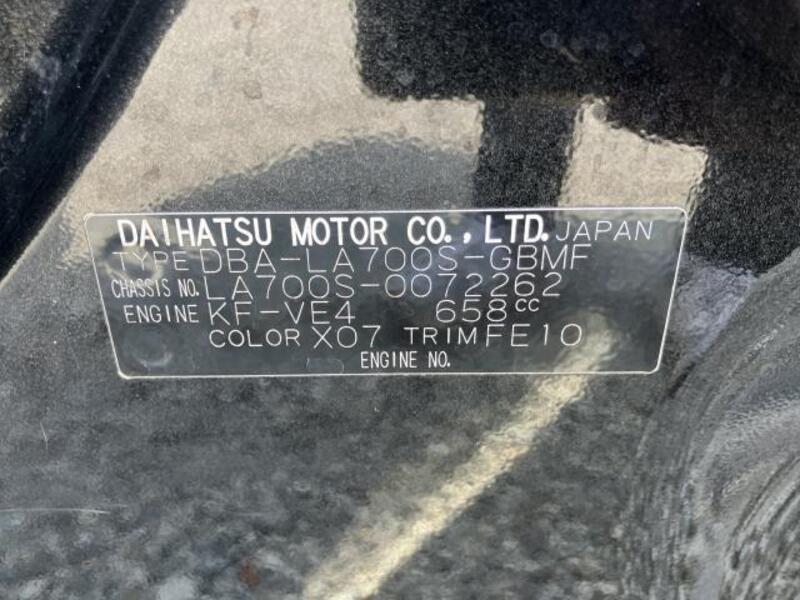 DAIHATSU MOTOR CO., LTD. JAPAN
TYPE DBA-LA700S-GBMF
CHASSIS NO. LA700S-0072262
ENGINE KF-VE4 658cc
COLOR X07 TRIM FE10
ENGINE NO.